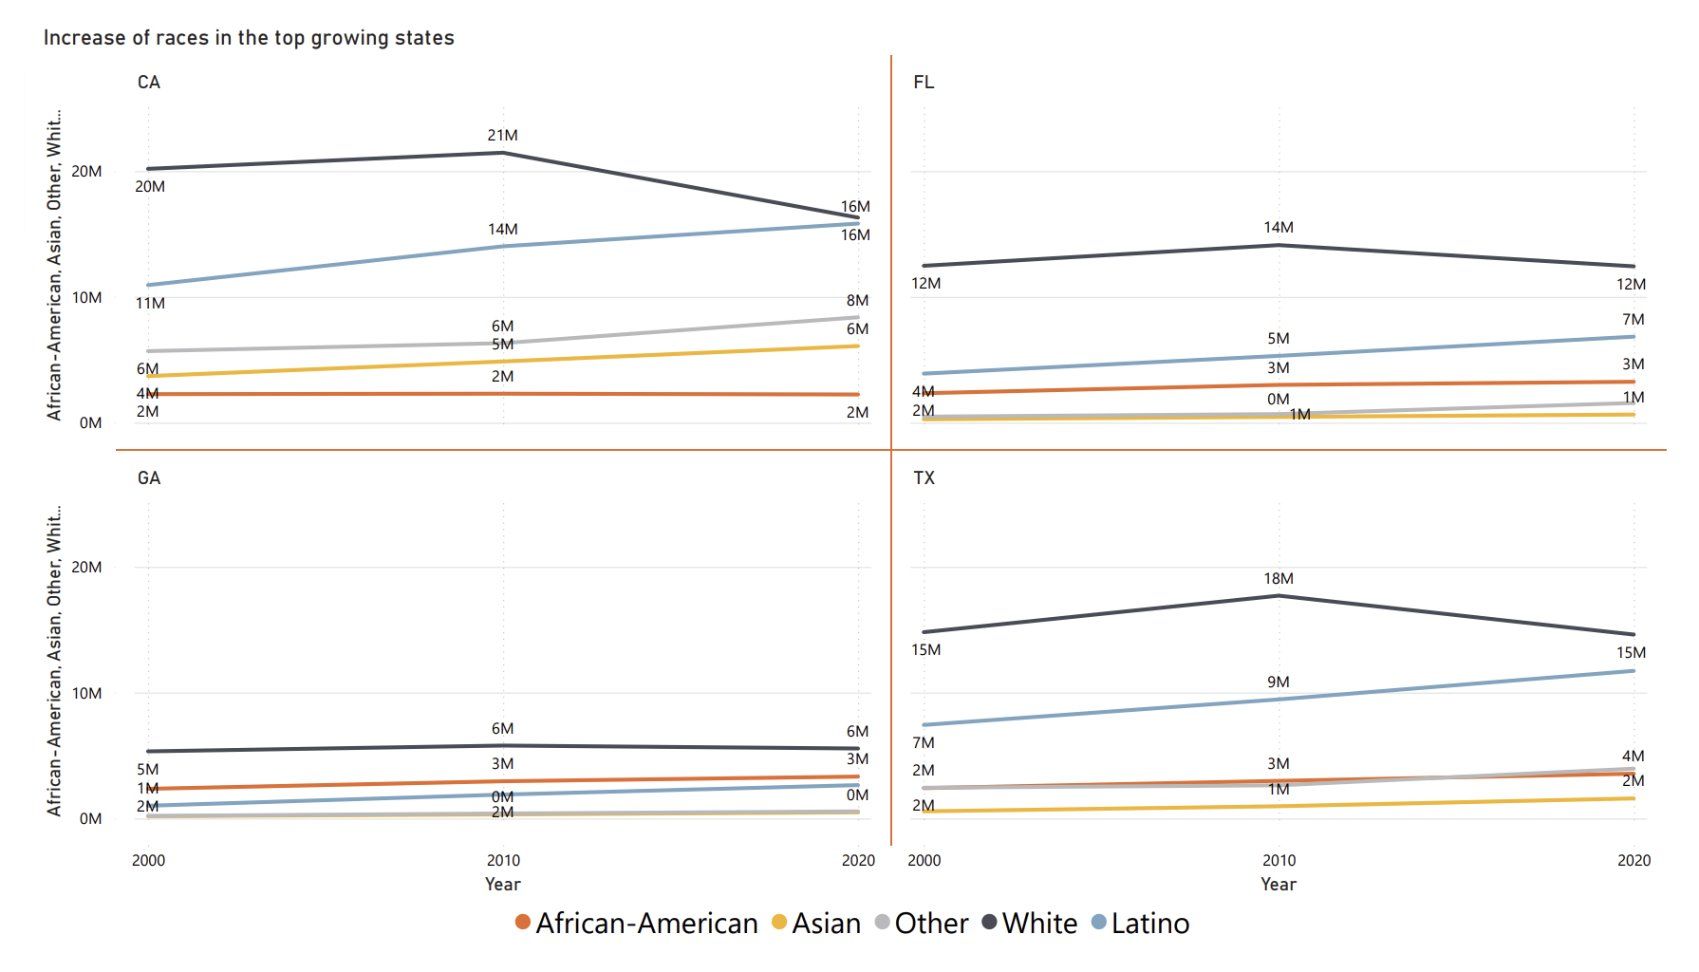 Increase of races in the top growing states
CA
African-American, Asian, Other, Whit...
20M
10M
0M
20M
21M
16M
11M
14M
16M
6M
6M
8M
4M
5M
6M
2M
2M
2M
FL
12M
14M
12M
4M
5M
7M
2M
3M
3M
0M
1M
1M
GA
African-American, Asian, Other, Whit...
20M
10M
0M
5M
6M
6M
1M
3M
3M
2M
0M
0M
2M
2000
2010
2020
Year
TX
15M
18M
15M
7M
9M
2M
3M
4M
2M
1M
2M
2000
2010
2020
Year
African-American Asian Other White Latino